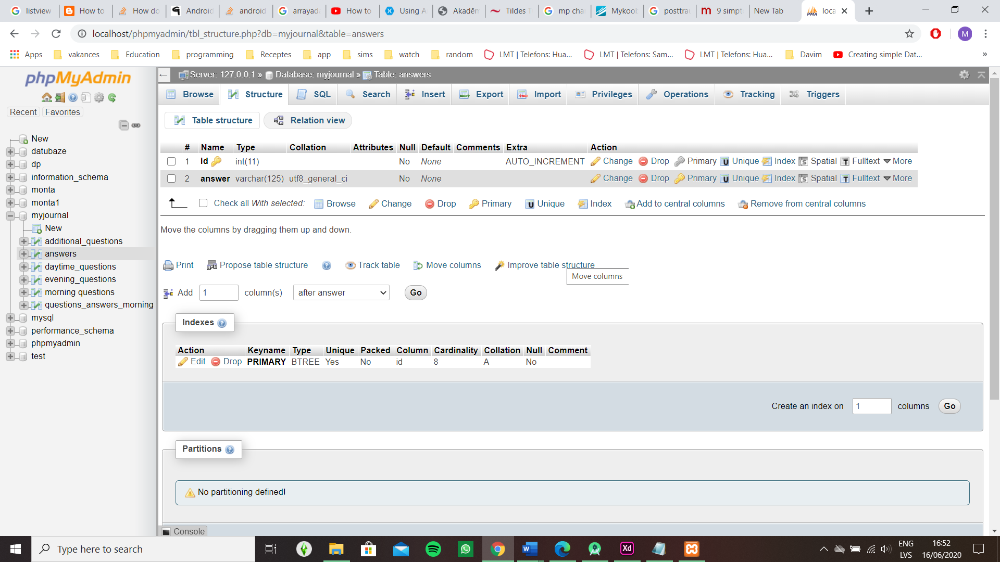 listview
How to
How do
Android
android
arrayada
How to
Using A
Akadēm
Tildes T
mp cha
Mykoob
posttrau
9 simpt
New Tab
loca
localhost/phpmyadmin/tbl_structure.php?db=myjournal&table=answers
M
Apps
vakances
Education
programming
Receptes
app
sims
watch
random
LMT | Telefons: Hua...
LMT | Telefons: Sam...
LMT | Telefons: Hua...
Davim
Creating simple Dat...
»
phpMyAdmin
Recent
Favorites
New
datubaze
dp
information_schema
monta
monta1
myjournal
New
additional_questions
answers
daytime_questions
evening_questions
morning questions
questions_answers_morning
mysql
performance_schema
phpmyadmin
test
Server: 127.0.0.1 » Database: myjournal » Table: answers
Browse Structure SQL Search Insert Export Import Privileges Operations Tracking Triggers
Table structure Relation view
# Name Type Collation Attributes Null Default Comments Extra Action
1 id int(11) No None AUTO_INCREMENT Change Drop Primary Unique Index Spatial Fulltext More
2 answer varchar(125) utf8_general_ci No None Change Drop Primary Unique Index Spatial Fulltext More
Check all With selected: Browse Change Drop Primary Unique Index Add to central columns Remove from central columns
Move the columns by dragging them up and down.
Print Propose table structure Track table Move columns Improve table structure
Move columns
Add 1 column(s) after answer Go
Indexes
Action Keyname Type Unique Packed Column Cardinality Collation Null Comment
Edit Drop PRIMARY BTREE Yes No id 8 A No
Create an index on 1 columns Go
Partitions
No partitioning defined!
Console
Type here to search
Xd
ENG
LVS
16:52
16/06/2020